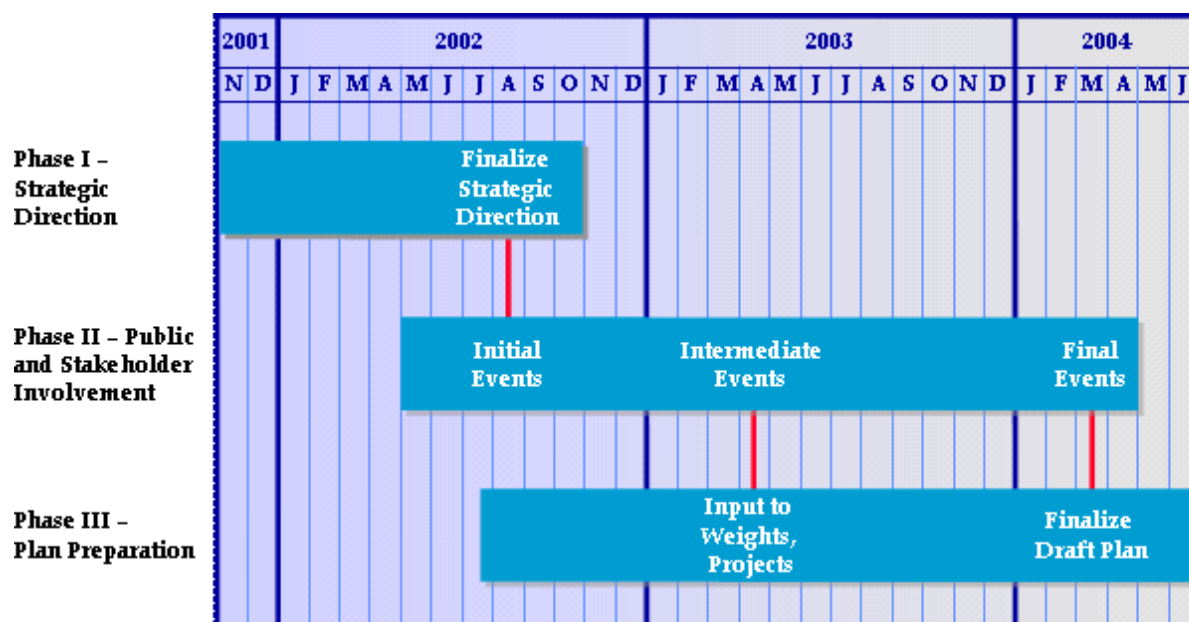 2001 2002 2003 2004
N D J F M A M J J A S O N D J F M A M J J A S O N D J F M A M J
Phase I –
Strategic
Direction
Finalize
Strategic
Direction
Phase II – Public
and Stakeholder
Involvement
Initial
Events
Intermediate
Events
Final
Events
Phase III –
Plan Preparation
Input to
Weights,
Projects
Finalize
Draft Plan